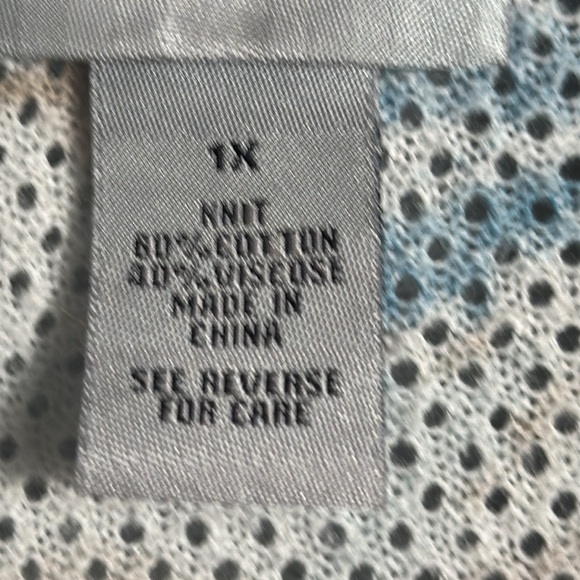 1X
KNIT
60% COTTON
40% VISCOSE
MADE IN
CHINA
SEE REVERSE
FOR CARE